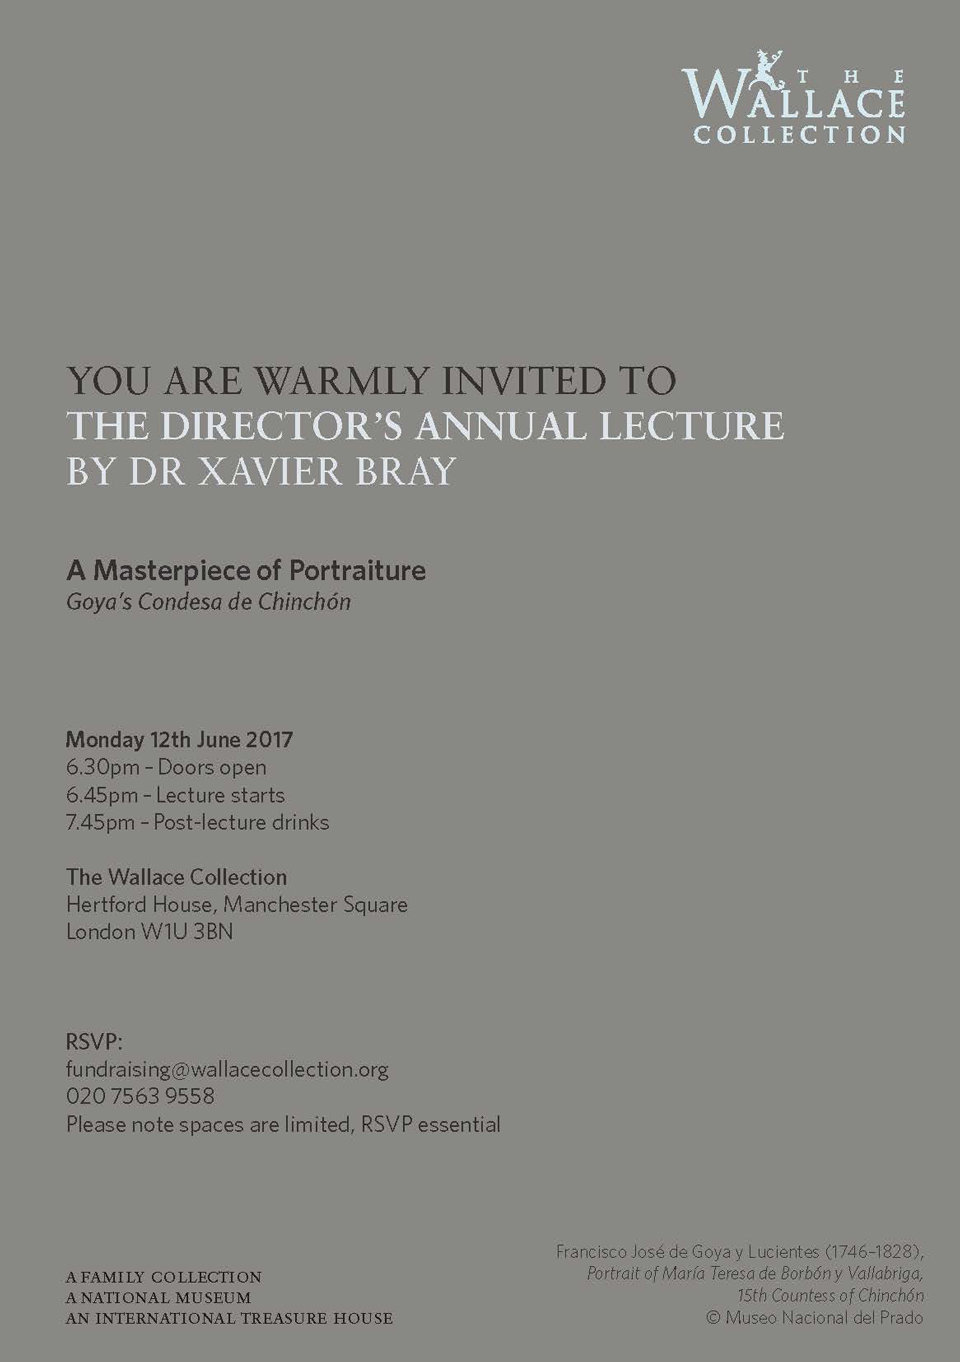 THE
WALLACE
COLLECTION
YOU ARE WARMLY INVITED TO
THE DIRECTOR’S ANNUAL LECTURE
BY DR XAVIER BRAY
A Masterpiece of Portraiture
Goya’s Condesa de Chinchón
Monday 12th June 2017
6.30pm – Doors open
6.45pm – Lecture starts
7.45pm – Post-lecture drinks
The Wallace Collection
Hertford House, Manchester Square
London W1U 3BN
RSVP:
fundraising@wallacecollection.org
020 7563 9558
Please note spaces are limited, RSVP essential
A FAMILY COLLECTION
A NATIONAL MUSEUM
AN INTERNATIONAL TREASURE HOUSE
Francisco José de Goya y Lucientes (1746–1828),
Portrait of María Teresa de Borbón y Vallabriga,
15th Countess of Chinchón
© Museo Nacional del Prado